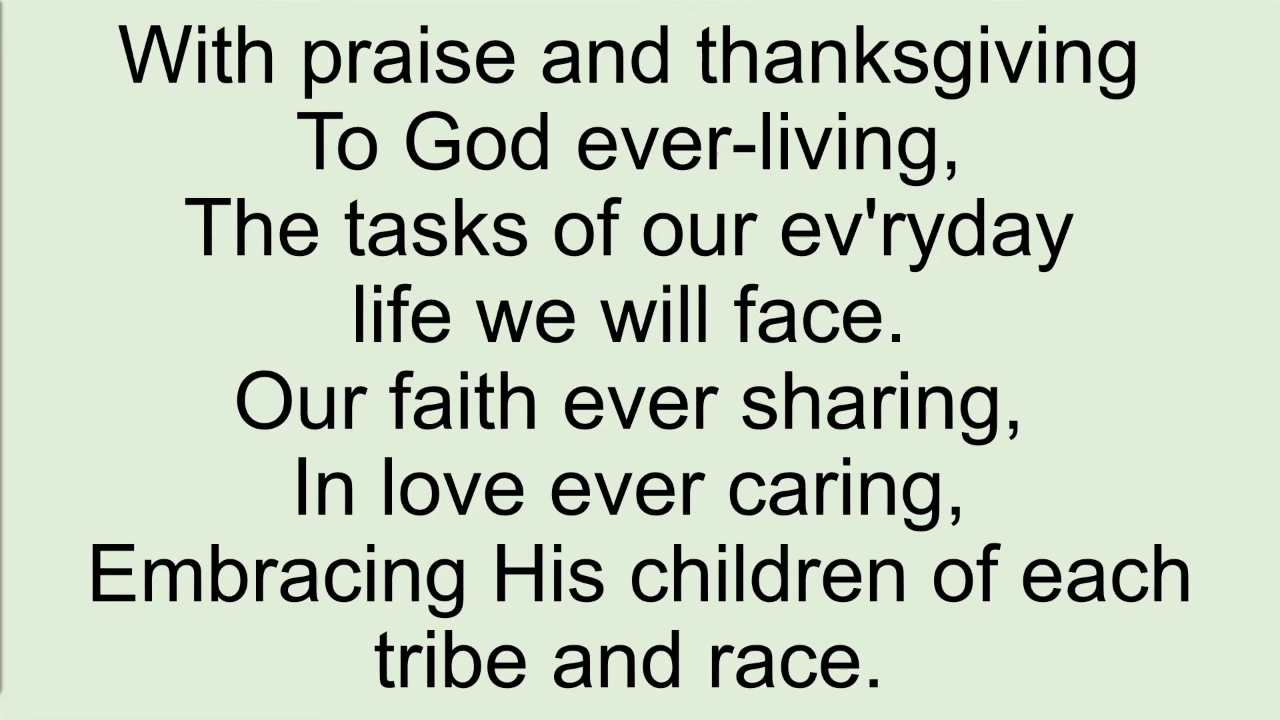 With praise and thanksgiving
To God ever-living,
The tasks of our ev'ryday
life we will face.
Our faith ever sharing,
In love ever caring,
Embracing His children of each
tribe and race.